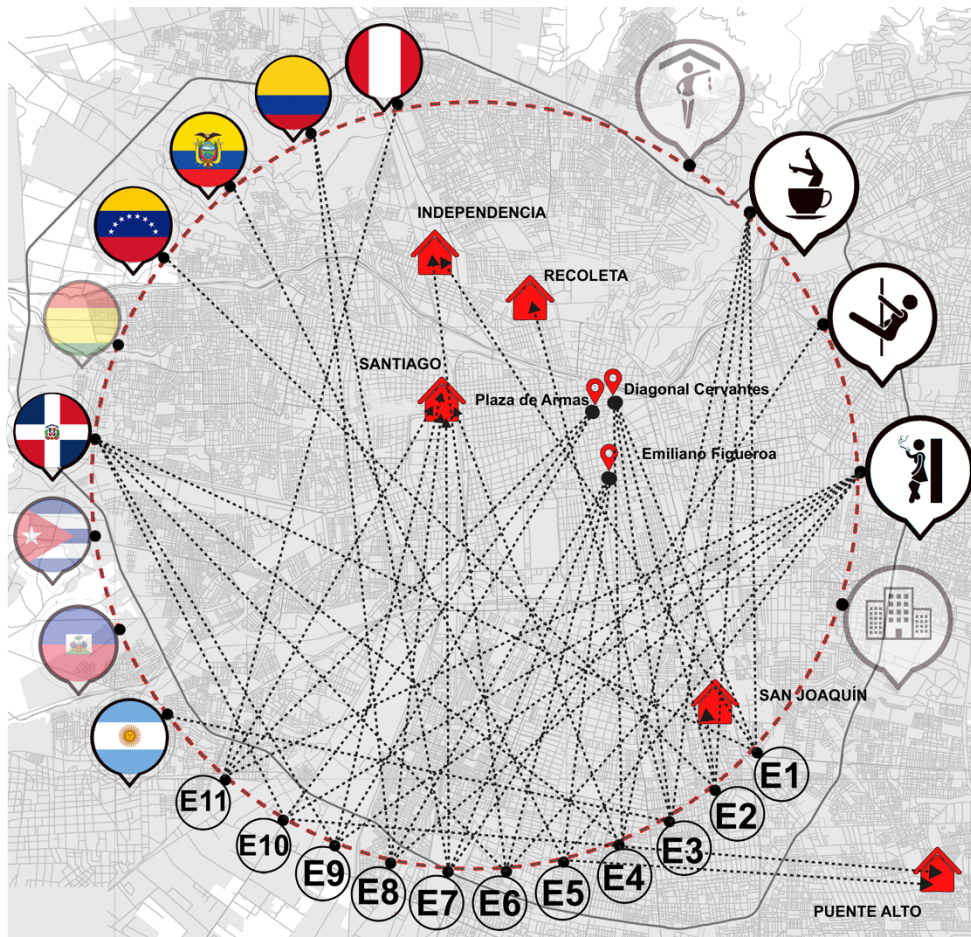 INDEPENDENCIA
RECOLETA
SANTIAGO
Plaza de Armas
Diagonal Cervantes
Emiliano Figueroa
SAN JOAQUÍN
E1
E2
E3
E4
E5
E6
E7
E8
E9
E10
E11
PUENTE ALTO